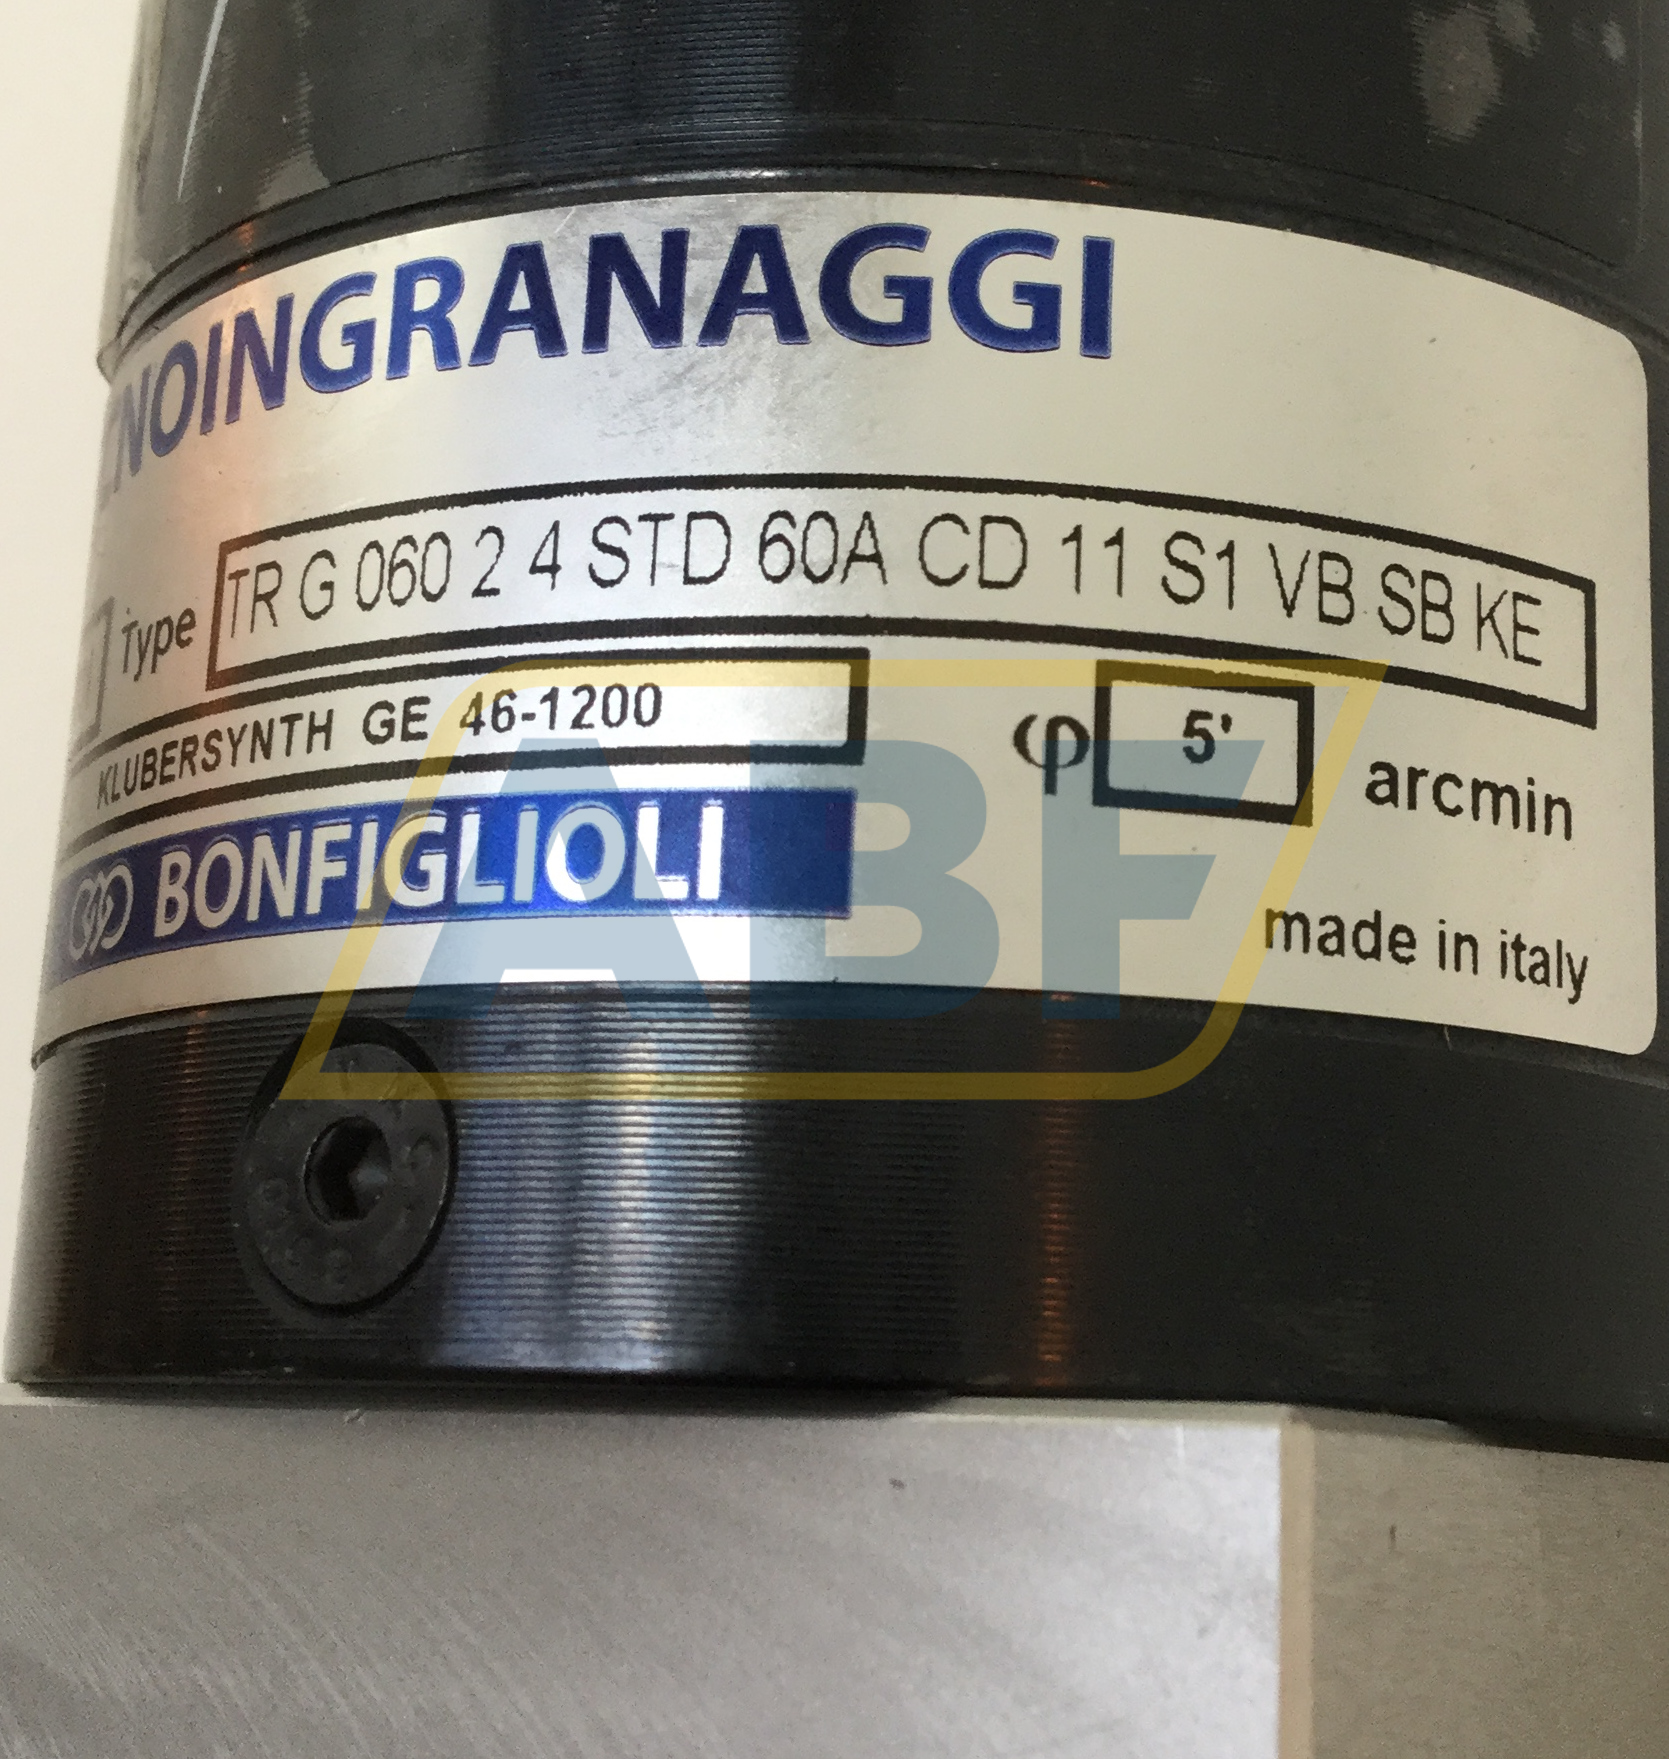 CNOINGRANAGGI
Type TR G 060 2 4 STD 60A CD 11 S1 VB SB KE
KLUBERSYNTH GE 46-1200
φ 5' arcmin
BONFIGLIOLI
made in italy
ABF